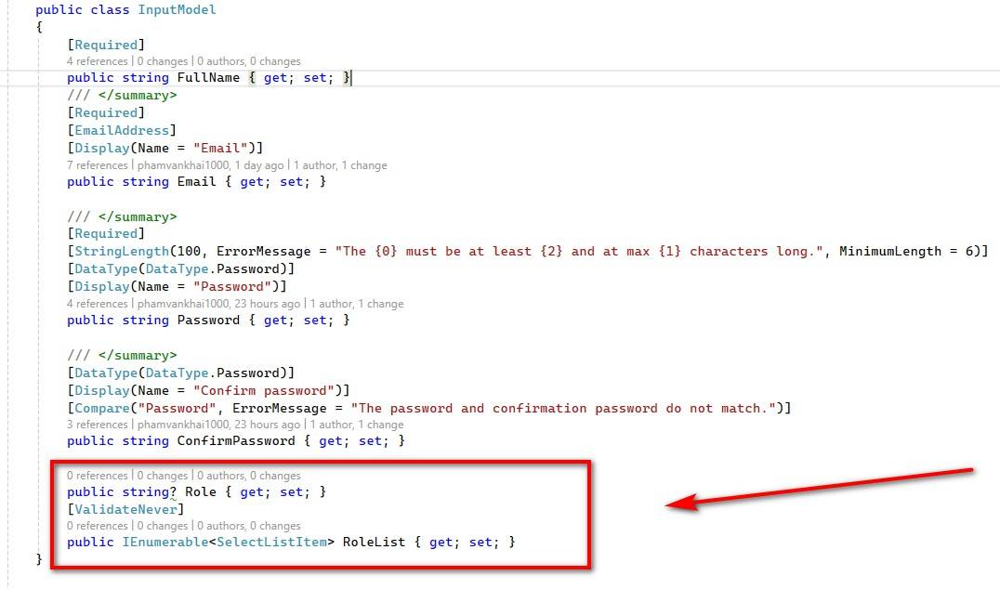 public class InputModel
{
[Required]
4 references | 0 changes | 0 authors, 0 changes
public string FullName { get; set; }
/// </summary>
[Required]
[EmailAddress]
[Display(Name = "Email")]
7 references | phamvankhai1000, 1 day ago | 1 author, 1 change
public string Email { get; set; }
/// </summary>
[Required]
[StringLength(100, ErrorMessage = "The {0} must be at least {2} and at max {1} characters long.", MinimumLength = 6)]
[DataType(DataType.Password)]
[Display(Name = "Password")]
4 references | phamvankhai1000, 23 hours ago | 1 author, 1 change
public string Password { get; set; }
/// </summary>
[DataType(DataType.Password)]
[Display(Name = "Confirm password")]
[Compare("Password", ErrorMessage = "The password and confirmation password do not match.")]
3 references | phamvankhai1000, 23 hours ago | 1 author, 1 change
public string ConfirmPassword { get; set; }
0 references | 0 changes | 0 authors, 0 changes
public string? Role { get; set; }
[ValidateNever]
0 references | 0 changes | 0 authors, 0 changes
public IEnumerable<SelectListItem> RoleList { get; set; }
}